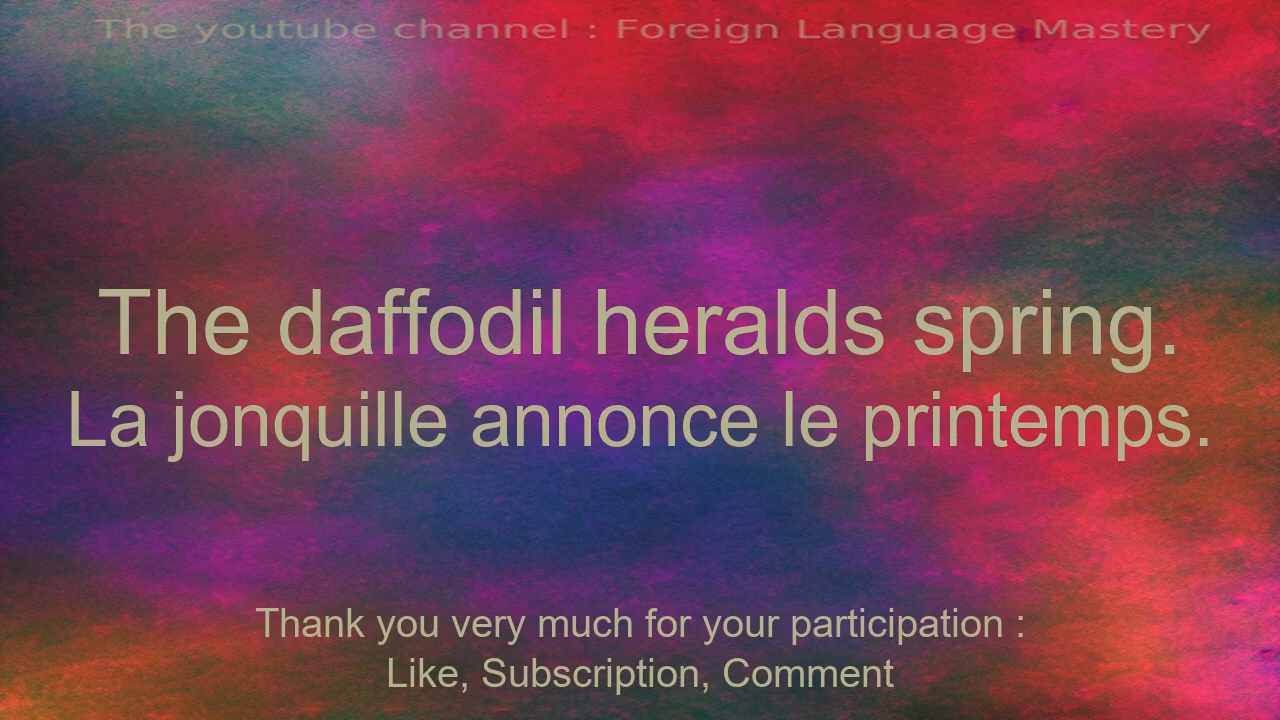 The youtube channel : Foreign Language Mastery
The daffodil heralds spring.
La jonquille annonce le printemps.
Thank you very much for your participation :
Like, Subscription, Comment